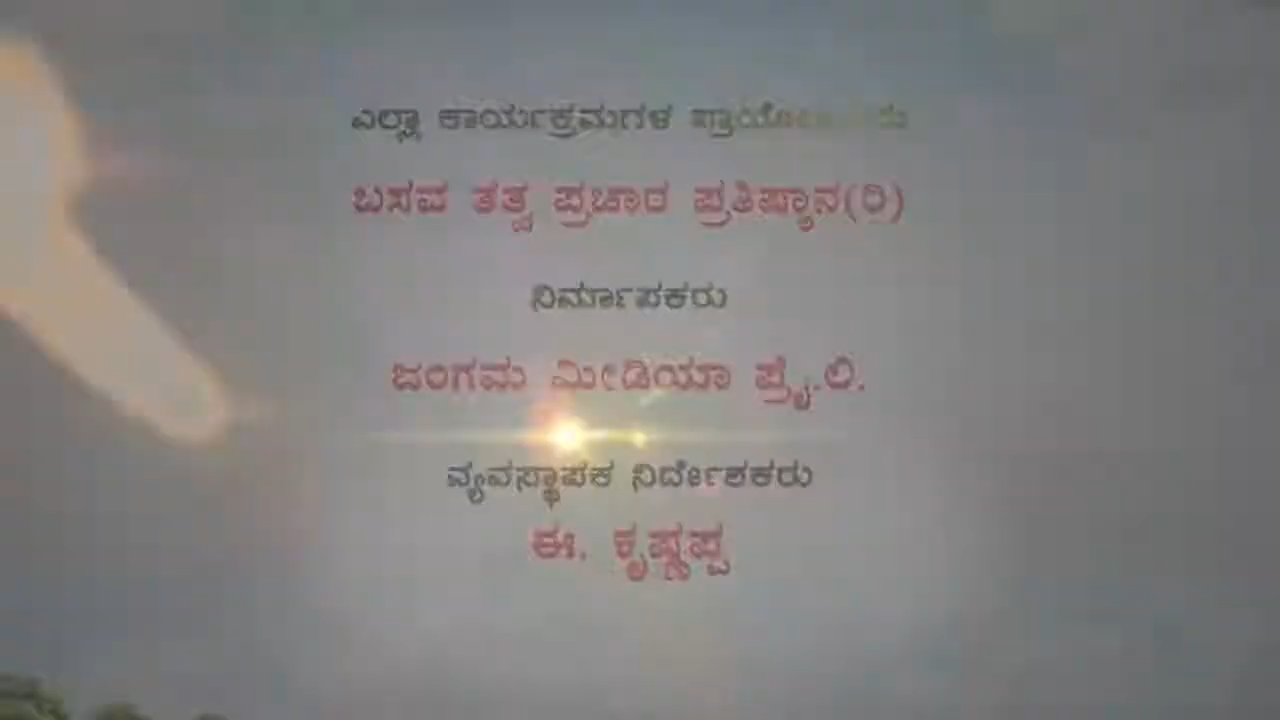 ಎಲ್ಲಾ ಕಾರ್ಯಕ್ರಮಗಳ
ಬಸವ ತತ್ವ ಪ್ರಚಾರ ಪ್ರತಿಷ್ಠಾನ(ರಿ)
ನಿರ್ಮಾಪಕರು
ಜಂಗಮ ಮೀಡಿಯಾ ಪ್ರೈ.ಲಿ.
ವ್ಯವಸ್ಥಾಪಕ ನಿರ್ದೇಶಕರು
ಈ. ಕೃಷ್ಣಪ್ಪ